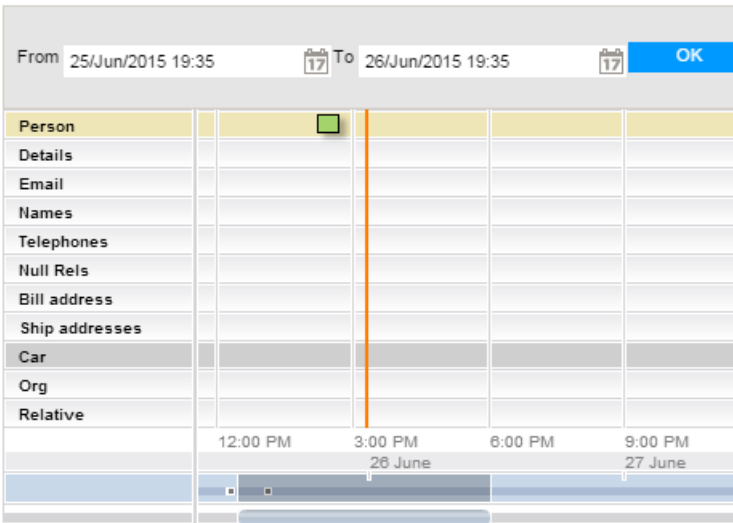 From 25/Jun/2015 19:35 17 To 26/Jun/2015 19:35 17 OK
Person
Details
Email
Names
Telephones
Null Rels
Bill address
Ship addresses
Car
Org
Relative
12:00 PM 3:00 PM 6:00 PM 9:00 PM
26 June 27 June